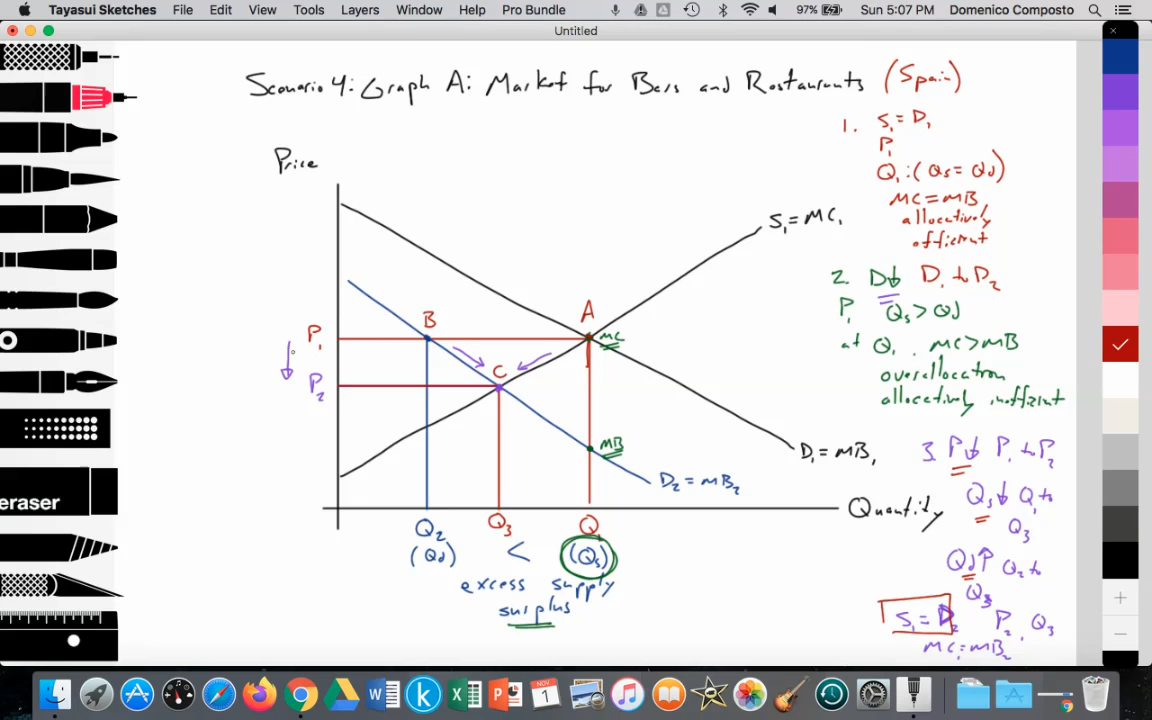 Tayasui Sketches File Edit View Tools Layers Window Help Pro Bundle 97% Sun 5:07 PM Domenico Composto
Untitled
Scenario 4: Graph A: Market for Bars and Restaurants (Spain)
Price
S₁=MC₁
A
B
C
P₁
P₂
MC
MB
D₁=MB₁
D₂=MB₂
Quantity
Q₂ Q₃ Q₁
(Qd) < (Qs)
excess supply
surplus
1. S₁=D₁
P₁
Q₁:(Qs=Qd)
MC=MB
allocatively
efficient
2. D↓ D₁ to D₂
P₁ Qs>Qd
at Q₁, MC>MB
overallocation
allocatively inefficient
3. P↓ P₁ to P₂
Qs↓ Q₁ to
Q₃
Qd↑ Q₂ to
Q₃
S₁=D₂ P₂, Q₃
MC₁=MB₂
eraser
NOV
1